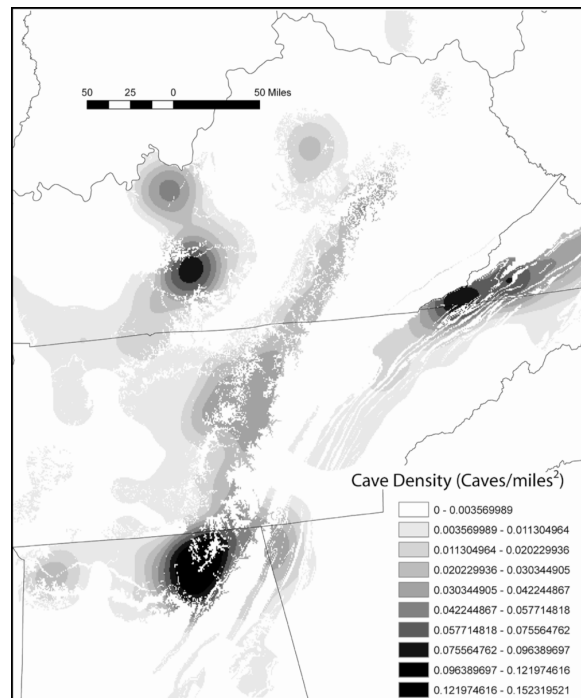 50 25 0 50 Miles
Cave Density (Caves/miles²)
0 - 0.003569989
0.003569989 - 0.011304964
0.011304964 - 0.020229936
0.020229936 - 0.030344905
0.030344905 - 0.042244867
0.042244867 - 0.057714818
0.057714818 - 0.075564762
0.075564762 - 0.096389697
0.096389697 - 0.121974616
0.121974616 - 0.152319521